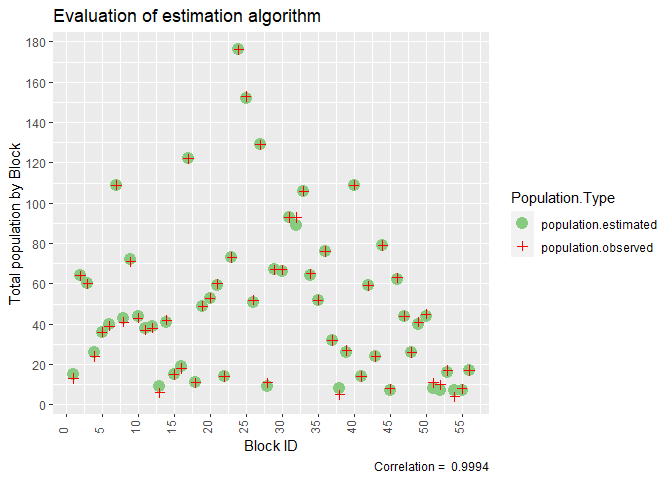 Evaluation of estimation algorithm
Total population by Block
180
160
140
120
100
80
60
40
20
0
0 5 10 15 20 25 30 35 40 45 50 55
Block ID
Population.Type
population.estimated
population.observed
Correlation = 0.9994